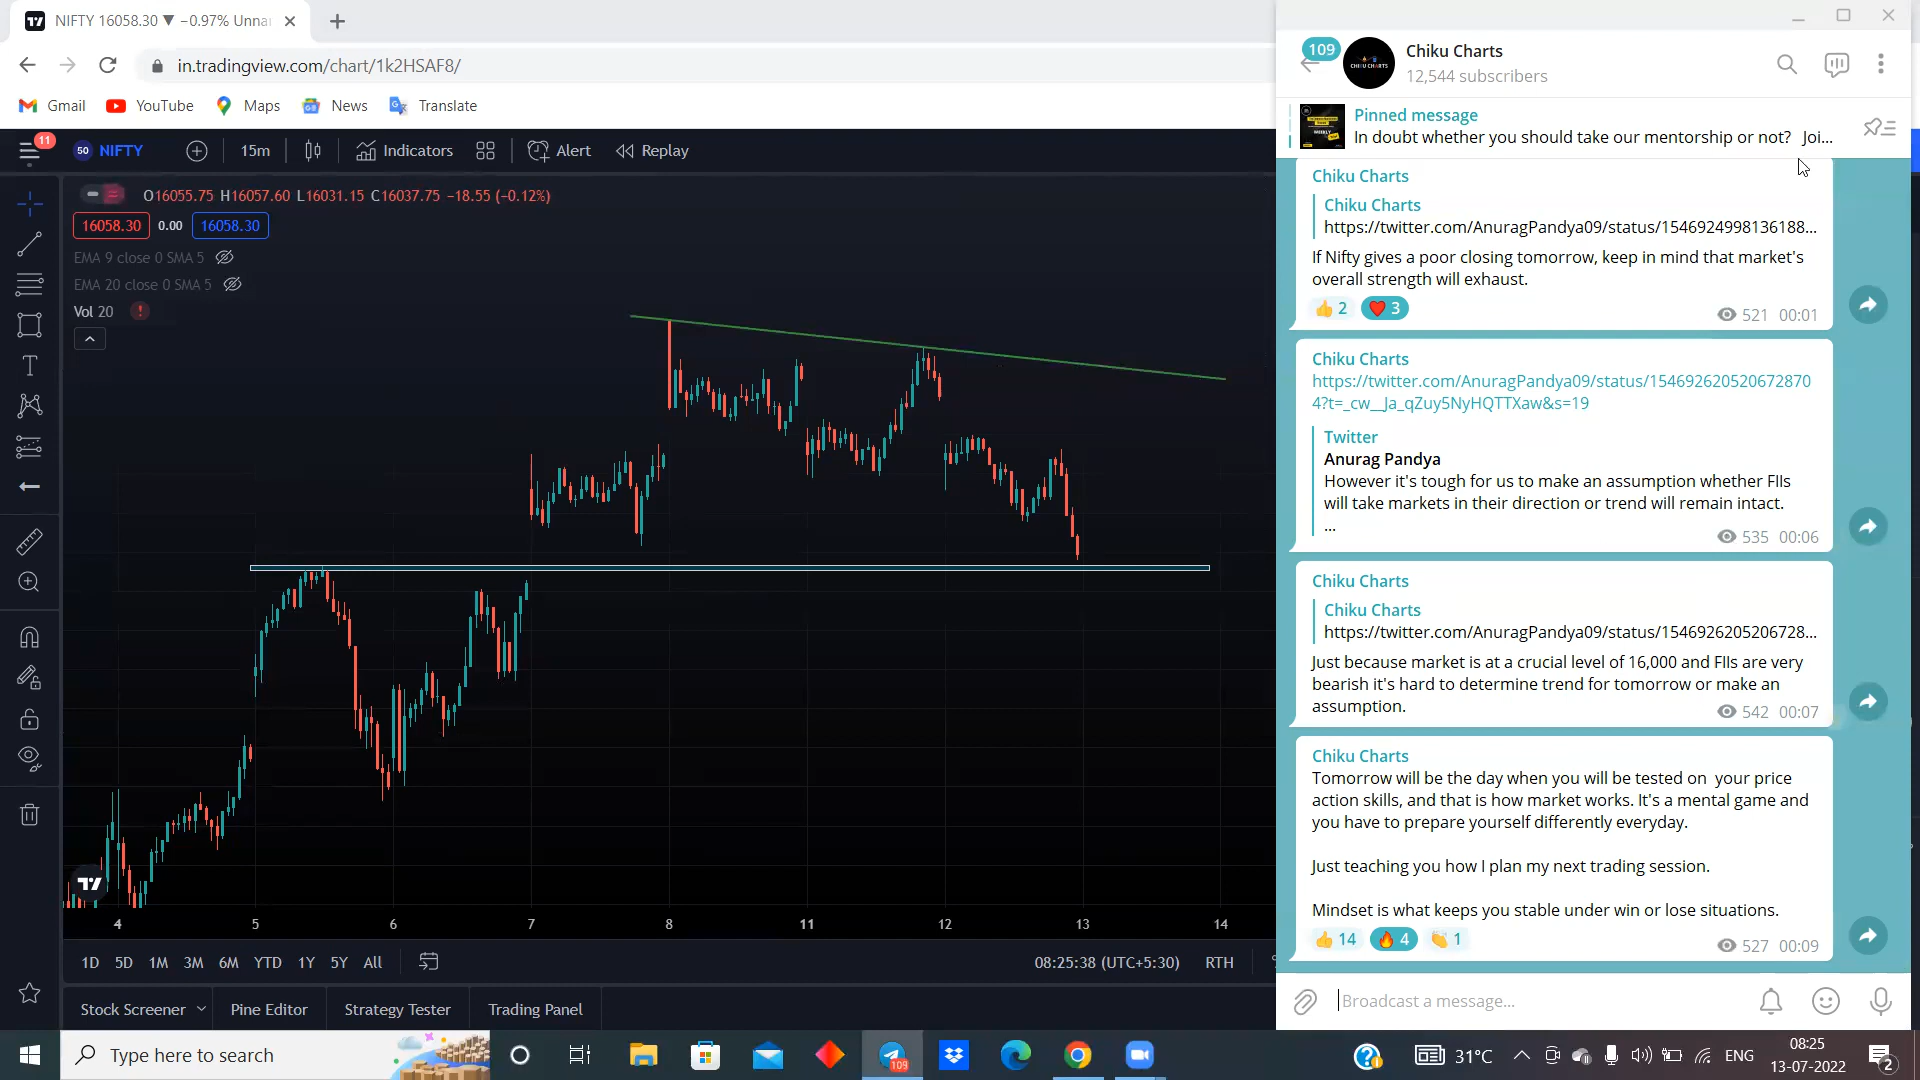 NIFTY 16058.30 ▼ −0.97% Unna
in.tradingview.com/chart/1k2HSAF8/
Gmail YouTube Maps News Translate
11
50 NIFTY 15m Indicators Alert Replay
O16055.75 H16057.60 L16031.15 C16037.75 −18.55 (−0.12%)
16058.30 0.00 16058.30
EMA 9 close 0 SMA 5
EMA 20 close 0 SMA 5
Vol 20
4 5 6 7 8 11 12 13 14
1D 5D 1M 3M 6M YTD 1Y 5Y All
08:25:38 (UTC+5:30) RTH
Stock Screener Pine Editor Strategy Tester Trading Panel
109
CHIKU CHARTS
Chiku Charts
12,544 subscribers
Pinned message
In doubt whether you should take our mentorship or not? Joi...
WEEKLY
Chiku Charts
Chiku Charts
https://twitter.com/AnuragPandya09/status/1546924998136188...
If Nifty gives a poor closing tomorrow, keep in mind that market's
overall strength will exhaust.
2 3
521 00:01
Chiku Charts
https://twitter.com/AnuragPandya09/status/154692620520672870
4?t=_cw__Ja_qZuy5NyHQTTXaw&s=19
Twitter
Anurag Pandya
However it's tough for us to make an assumption whether FIIs
will take markets in their direction or trend will remain intact.
...
535 00:06
Chiku Charts
Chiku Charts
https://twitter.com/AnuragPandya09/status/1546926205206728...
Just because market is at a crucial level of 16,000 and FIIs are very
bearish it's hard to determine trend for tomorrow or make an
assumption.
542 00:07
Chiku Charts
Tomorrow will be the day when you will be tested on your price
action skills, and that is how market works. It's a mental game and
you have to prepare yourself differently everyday.
Just teaching you how I plan my next trading session.
Mindset is what keeps you stable under win or lose situations.
14 4 1
527 00:09
Broadcast a message...
Type here to search
109
31°C
ENG
08:25
13-07-2022
2